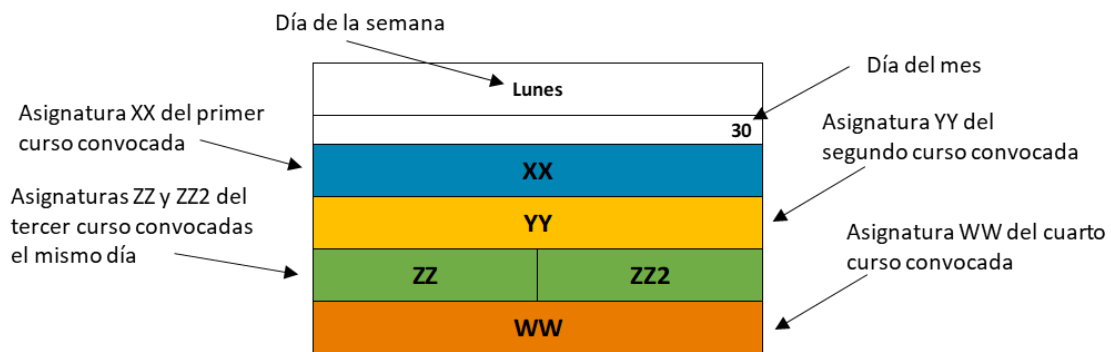 Día de la semana
Lunes
Día del mes
30
Asignatura XX del primer
curso convocada
XX
Asignatura YY del
segundo curso convocada
YY
Asignaturas ZZ y ZZ2 del
tercer curso convocadas
el mismo día
ZZ
ZZ2
Asignatura WW del cuarto
curso convocada
WW